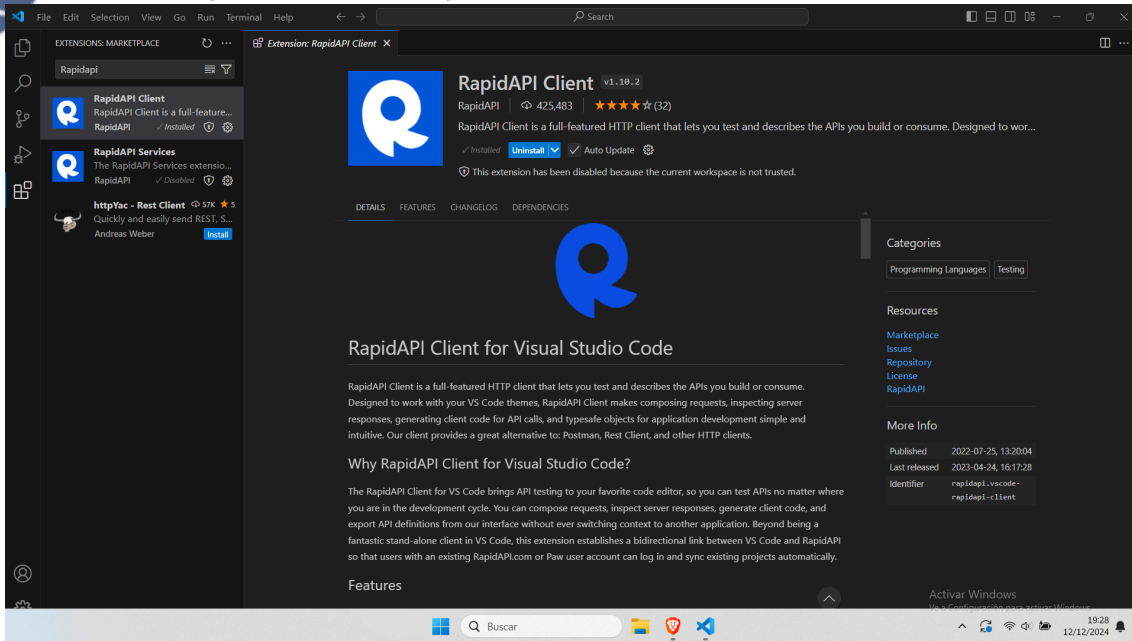 File Edit Selection View Go Run Terminal Help
Search
EXTENSIONS: MARKETPLACE
Rapidapi
RapidAPI Client
RapidAPI Client is a full-feature...
RapidAPI Installed
RapidAPI Services
The RapidAPI Services extensio...
RapidAPI Disabled
httpYac - Rest Client 57K 5
Quickly and easily send REST, S...
Andreas Weber Install
Extension: RapidAPI Client
RapidAPI Client v1.10.2
RapidAPI 425,483 (32)
RapidAPI Client is a full-featured HTTP client that lets you test and describes the APIs you build or consume. Designed to wor...
Installed Uninstall Auto Update
This extension has been disabled because the current workspace is not trusted.
DETAILS FEATURES CHANGELOG DEPENDENCIES
RapidAPI Client for Visual Studio Code
RapidAPI Client is a full-featured HTTP client that lets you test and describes the APIs you build or consume.
Designed to work with your VS Code themes, RapidAPI Client makes composing requests, inspecting server
responses, generating client code for API calls, and typesafe objects for application development simple and
intuitive. Our client provides a great alternative to: Postman, Rest Client, and other HTTP clients.
Why RapidAPI Client for Visual Studio Code?
The RapidAPI Client for VS Code brings API testing to your favorite code editor, so you can test APIs no matter where
you are in the development cycle. You can compose requests, inspect server responses, generate client code, and
export API definitions from our interface without ever switching context to another application. Beyond being a
fantastic stand-alone client in VS Code, this extension establishes a bidirectional link between VS Code and RapidAPI
so that users with an existing RapidAPI.com or Paw user account can log in and sync existing projects automatically.
Features
Categories
Programming Languages Testing
Resources
Marketplace
Issues
Repository
License
RapidAPI
More Info
Published 2022-07-25, 13:20:04
Last released 2023-04-24, 16:17:28
Identifier rapidapi.vscode-
rapidapi-client
Activar Windows
Ve a Configuración para activar Windows.
Buscar
19:28
12/12/2024